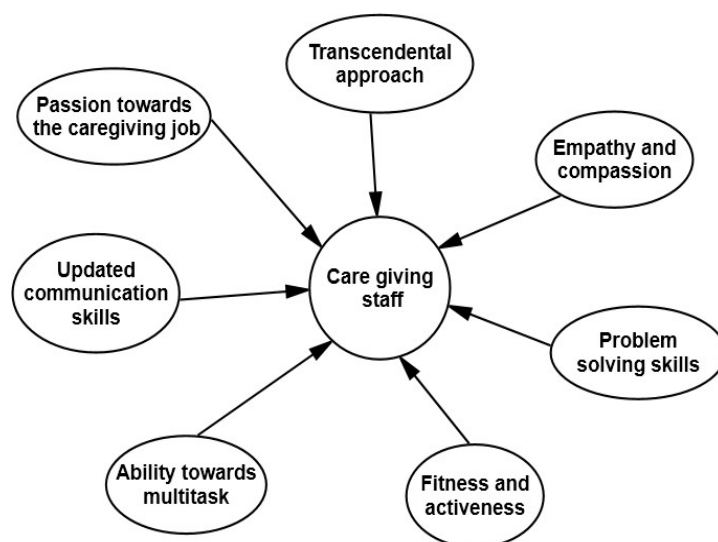 Transcendental
approach
Passion towards
the caregiving job
Empathy and
compassion
Updated
communication
skills
Care giving
staff
Problem
solving skills
Ability towards
multitask
Fitness and
activeness